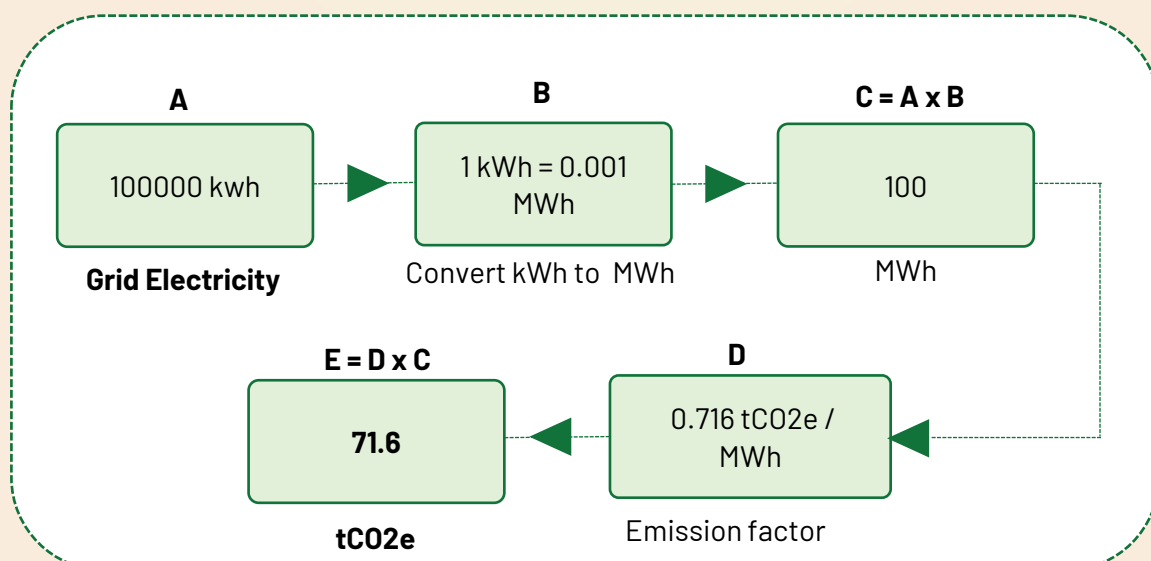 A
100000 kwh
Grid Electricity
B
1 kWh = 0.001
MWh
Convert kWh to MWh
C = A x B
100
MWh
D
0.716 tCO2e /
MWh
Emission factor
E = D x C
71.6
tCO2e